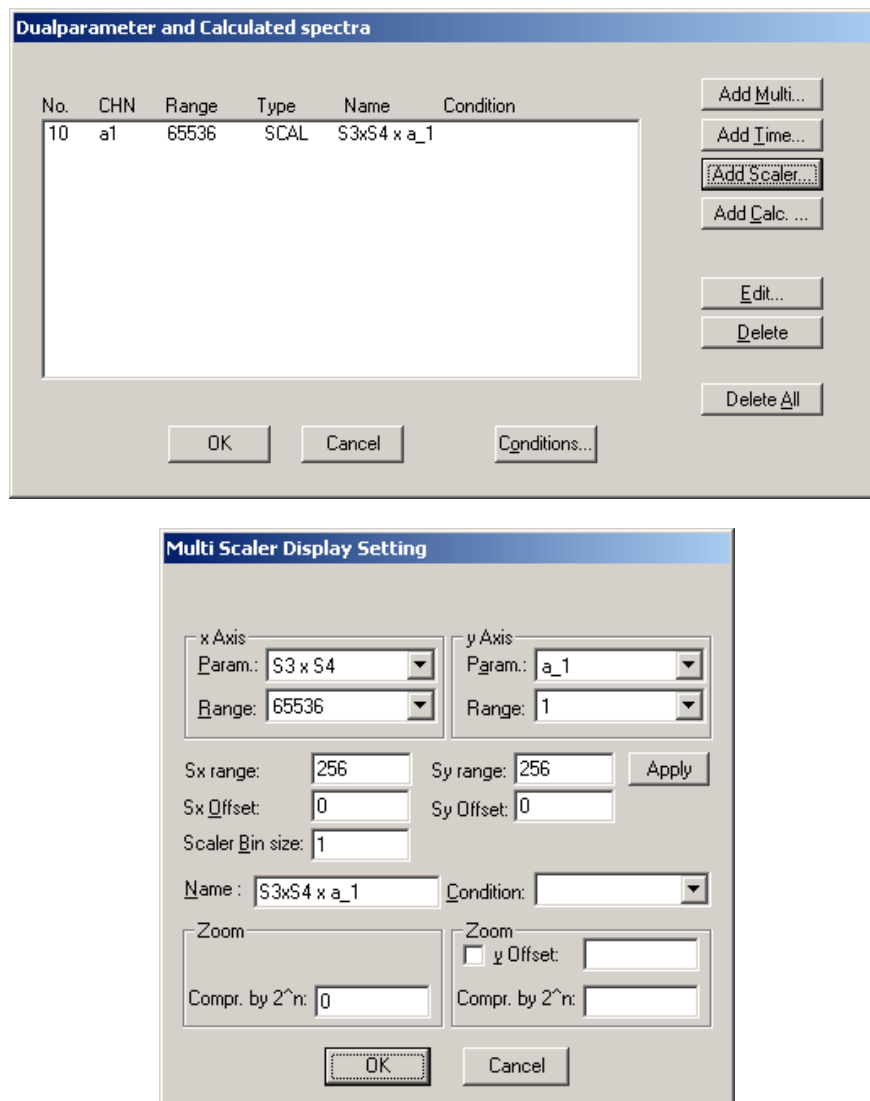 Dualparameter and Calculated spectra
No. CHN Range Type Name Condition
10 a1 65536 SCAL S3xS4 x a_1
Add Multi...
Add Time...
Add Scaler...
Add Calc. ...
Edit...
Delete
Delete All
OK Cancel Conditions...
Multi Scaler Display Setting
x Axis
Param.: S3 x S4
Range: 65536
y Axis
Param.: a_1
Range: 1
Sx range: 256 Sy range: 256 Apply
Sx Offset: 0 Sy Offset: 0
Scaler Bin size: 1
Name : S3xS4 x a_1 Condition:
Zoom
Compr. by 2^n: 0
Zoom
y Offset:
Compr. by 2^n:
OK Cancel